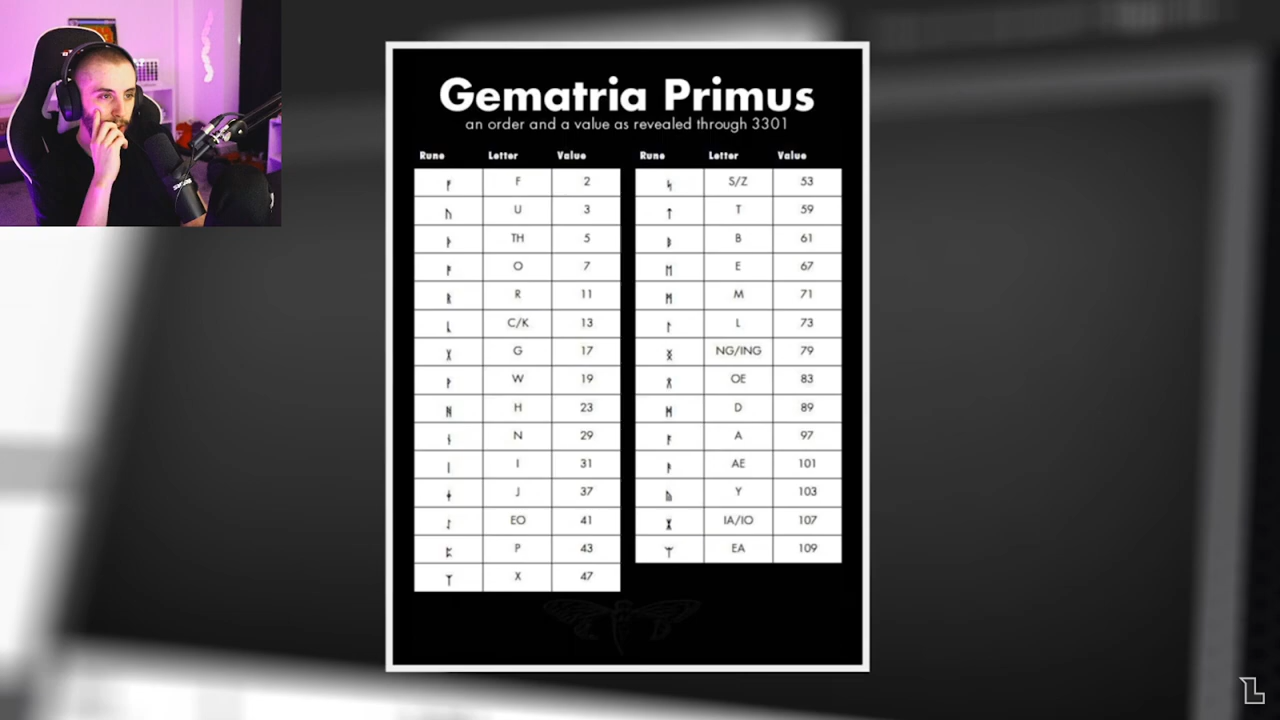 Gematria Primus
an order and a value as revealed through 3301
Rune Letter Value Rune Letter Value
ᚠ F 2 ᛋ S/Z 53
ᚢ U 3 ᛏ T 59
ᚦ TH 5 ᛒ B 61
ᚩ O 7 ᛖ E 67
ᚱ R 11 ᛗ M 71
ᚳ C/K 13 ᛚ L 73
ᚷ G 17 ᛝ NG/ING 79
ᚹ W 19 ᛟ OE 83
ᚻ H 23 ᛞ D 89
ᚾ N 29 ᚪ A 97
ᛁ I 31 ᚫ AE 101
ᛄ J 37 ᚣ Y 103
ᛇ EO 41 ᛡ IA/IO 107
ᛈ P 43 ᛠ EA 109
ᛉ X 47